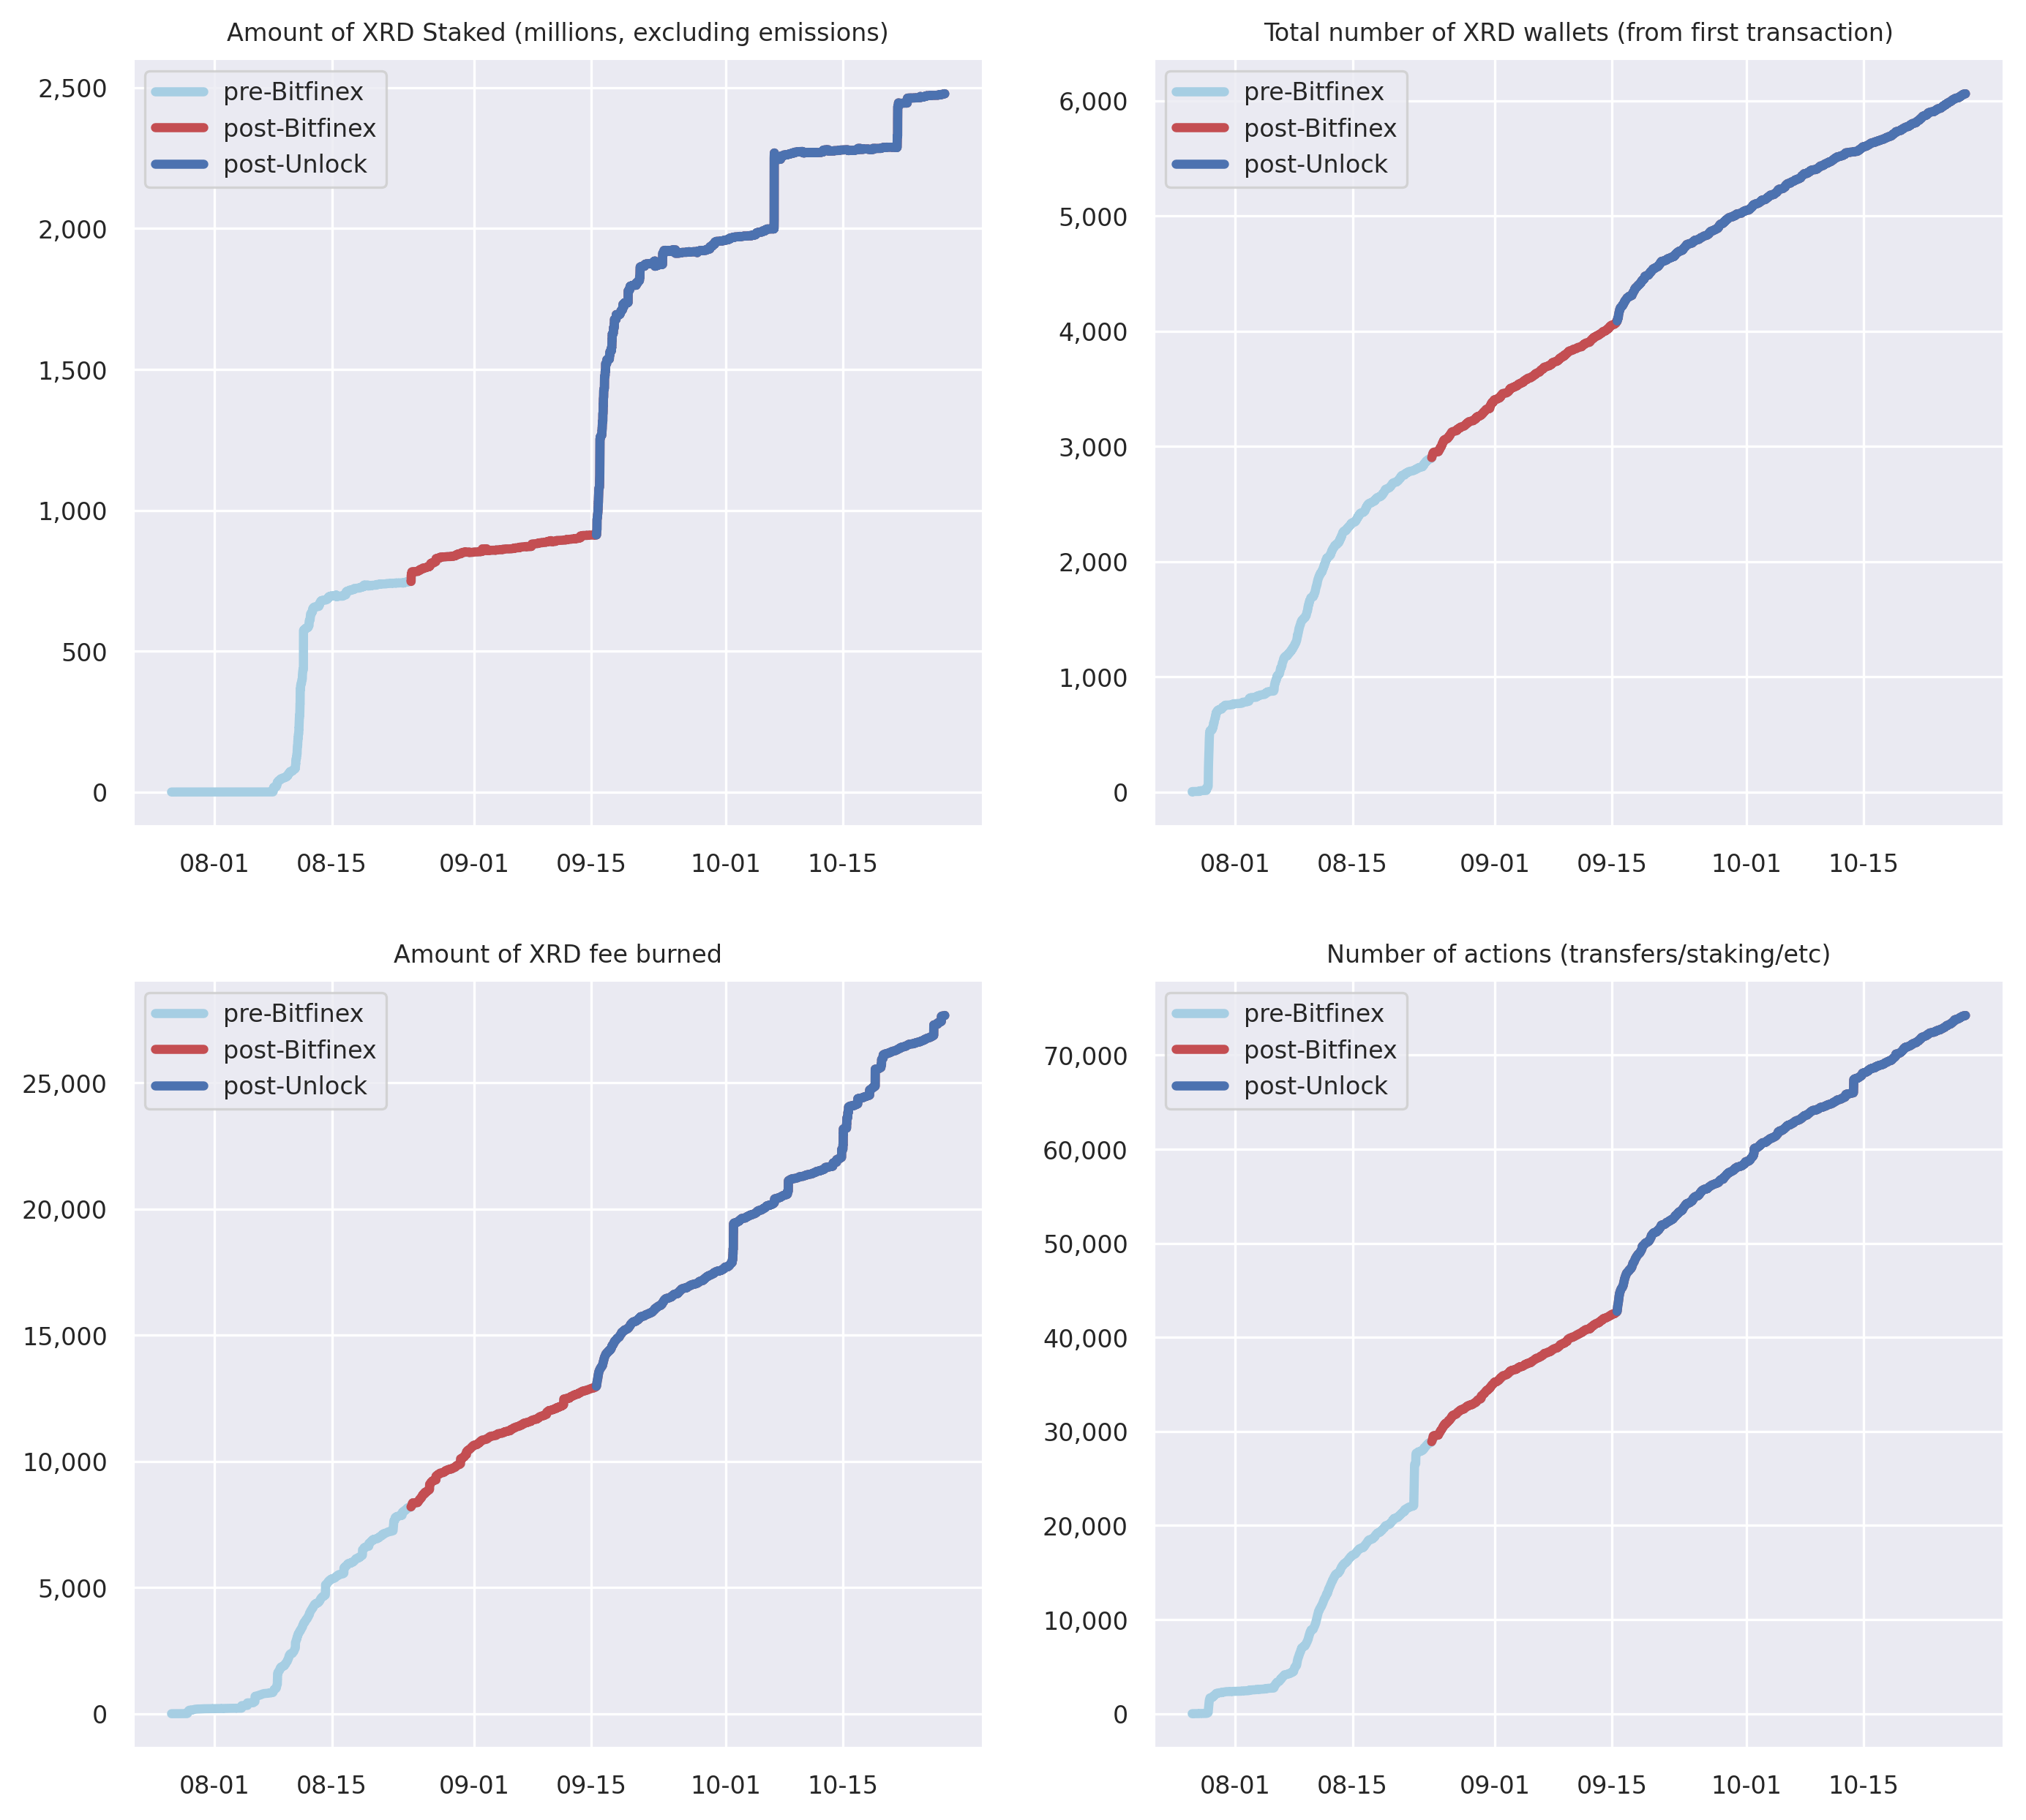 Amount of XRD Staked (millions, excluding emissions)
pre-Bitfinex
post-Bitfinex
post-Unlock
2,500
2,000
1,500
1,000
500
0
08-01 08-15 09-01 09-15 10-01 10-15
Total number of XRD wallets (from first transaction)
pre-Bitfinex
post-Bitfinex
post-Unlock
6,000
5,000
4,000
3,000
2,000
1,000
0
08-01 08-15 09-01 09-15 10-01 10-15
Amount of XRD fee burned
pre-Bitfinex
post-Bitfinex
post-Unlock
25,000
20,000
15,000
10,000
5,000
0
08-01 08-15 09-01 09-15 10-01 10-15
Number of actions (transfers/staking/etc)
pre-Bitfinex
post-Bitfinex
post-Unlock
70,000
60,000
50,000
40,000
30,000
20,000
10,000
0
08-01 08-15 09-01 09-15 10-01 10-15